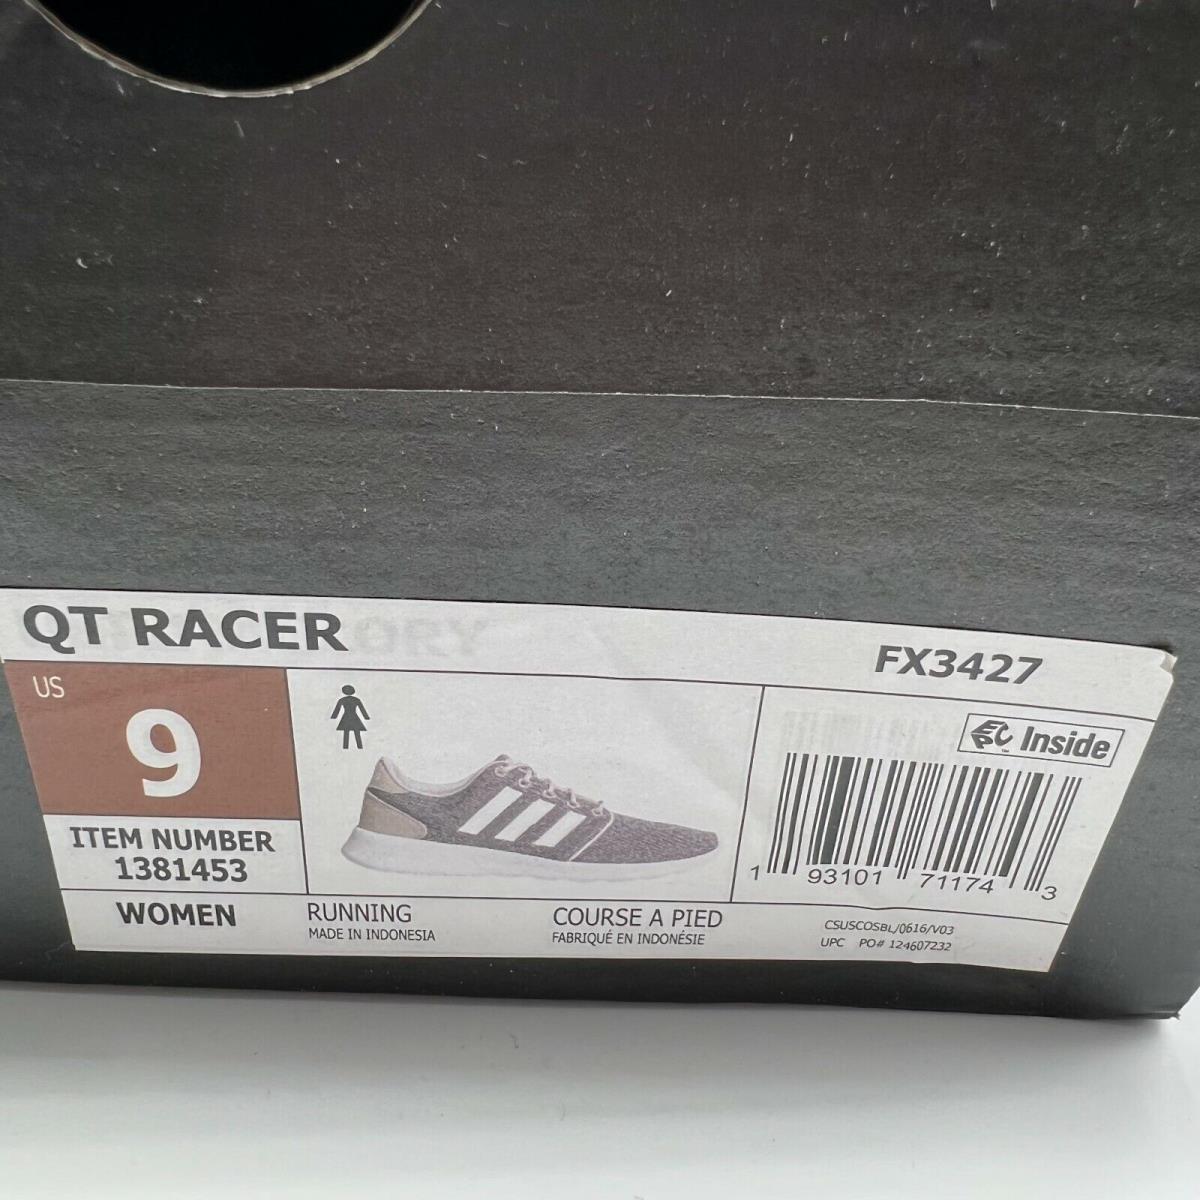 QT RACER
FX3427
US
9
EPC Inside
ITEM NUMBER
1381453
1 93101 71174 3
WOMEN
RUNNING
MADE IN INDONESIA
COURSE A PIED
FABRIQUÉ EN INDONÉSIE
CSUSCOSBL/0616/V03
UPC PO# 124607232